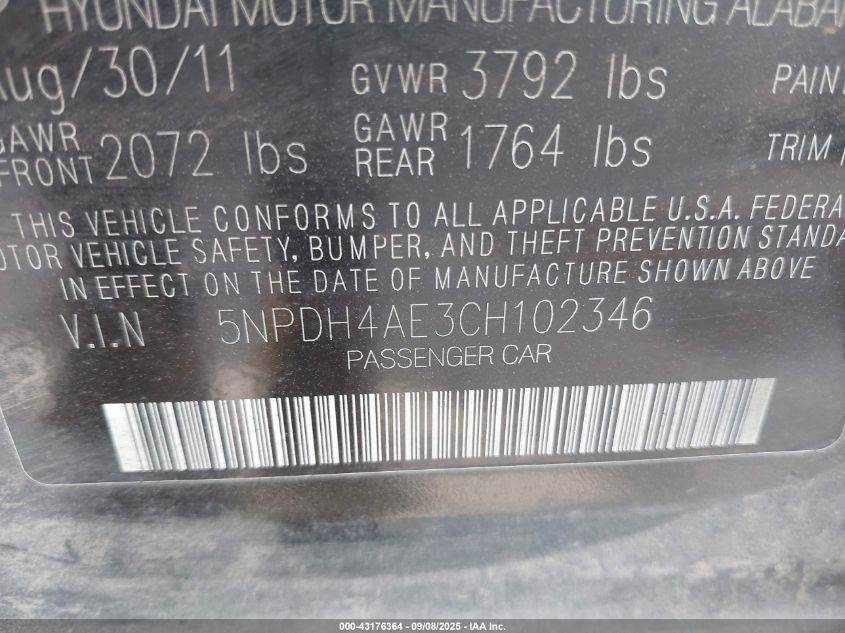 HYUNDAI MOTOR MANUFACTURING ALABA
Aug/30/11 GVWR 3792 lbs PAIN
GAWR FRONT 2072 lbs GAWR REAR 1764 lbs TRIM
THIS VEHICLE CONFORMS TO ALL APPLICABLE U.S.A. FEDERA
OTOR VEHICLE SAFETY, BUMPER, AND THEFT PREVENTION STANDA
IN EFFECT ON THE DATE OF MANUFACTURE SHOWN ABOVE
V.I.N 5NPDH4AE3CH102346
PASSENGER CAR
000-43176364 - 09/08/2025 - IAA Inc.